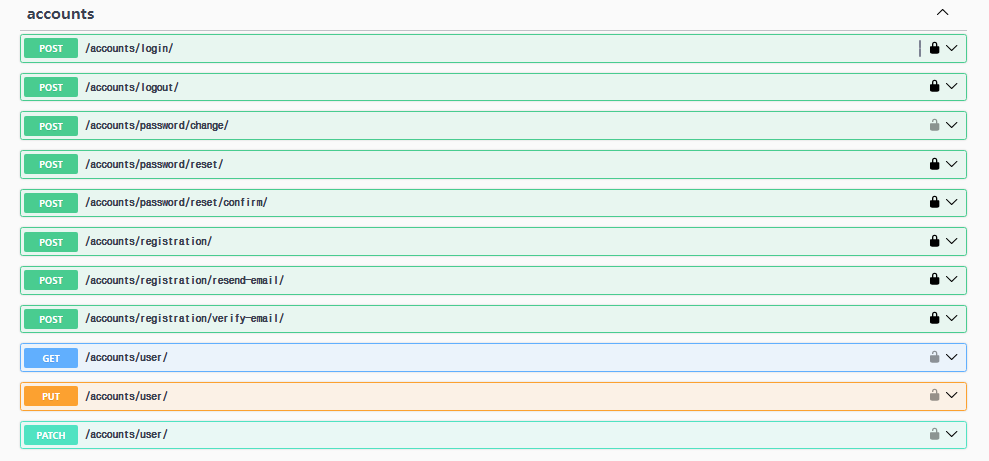 accounts
POST /accounts/login/
POST /accounts/logout/
POST /accounts/password/change/
POST /accounts/password/reset/
POST /accounts/password/reset/confirm/
POST /accounts/registration/
POST /accounts/registration/resend-email/
POST /accounts/registration/verify-email/
GET /accounts/user/
PUT /accounts/user/
PATCH /accounts/user/